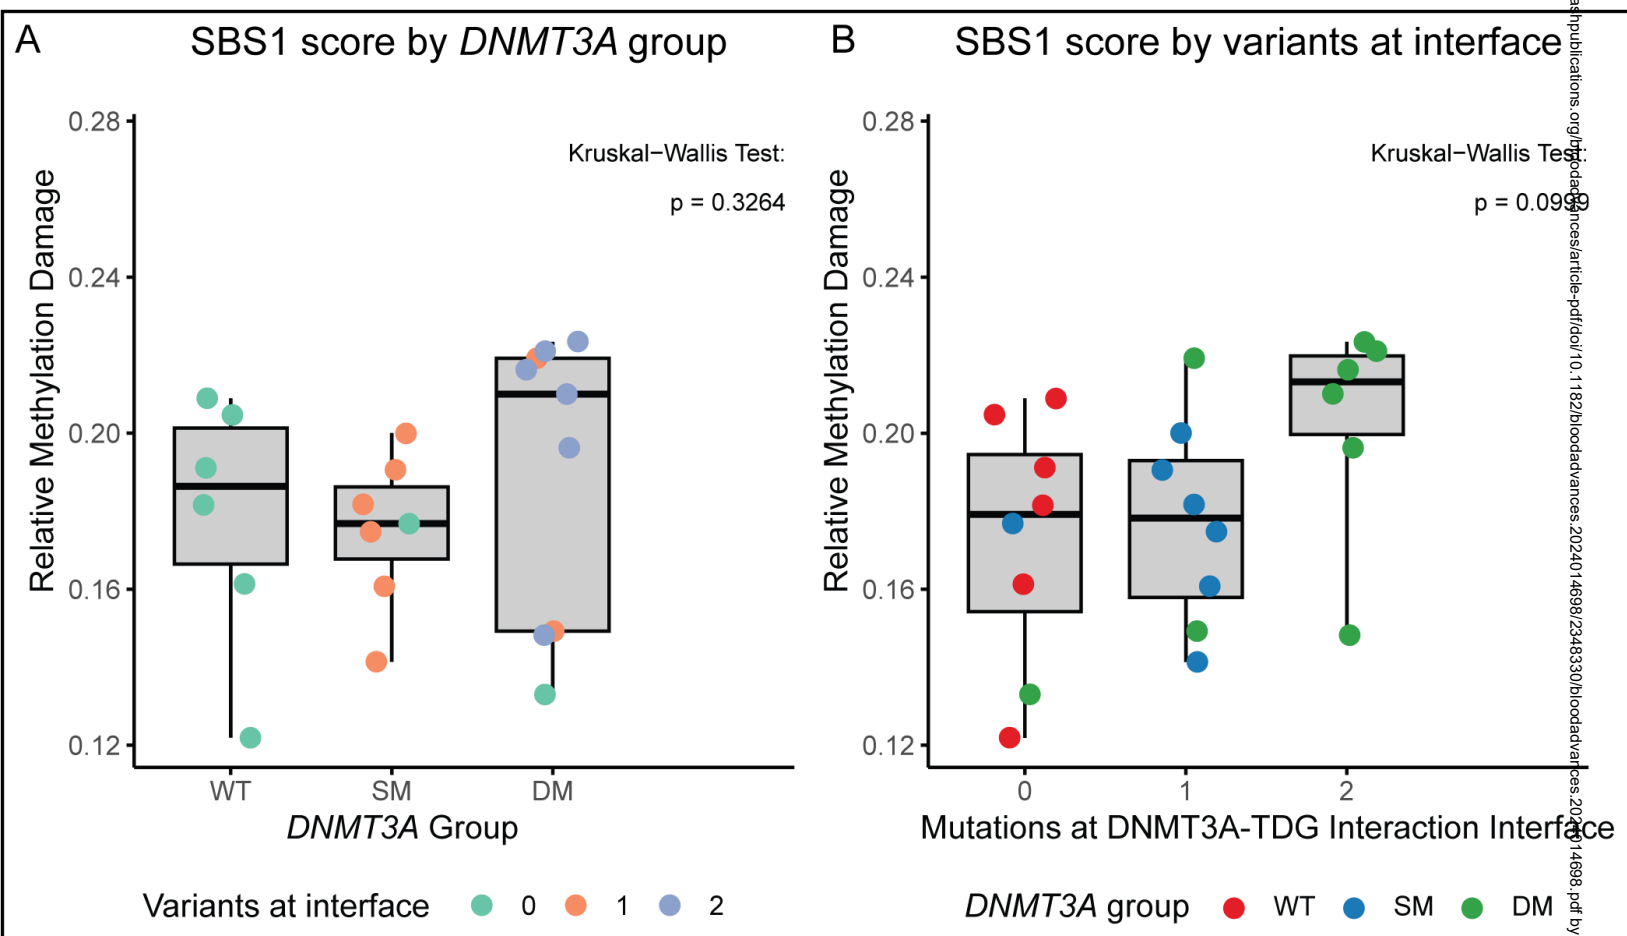 A
SBS1 score by DNMT3A group
Kruskal−Wallis Test:
p = 0.3264
Relative Methylation Damage
0.28
0.24
0.20
0.16
0.12
WT SM DM
DNMT3A Group
Variants at interface 0 1 2
B
SBS1 score by variants at interface
Kruskal−Wallis Test:
p = 0.0999
Relative Methylation Damage
0.28
0.24
0.20
0.16
0.12
0 1 2
Mutations at DNMT3A-TDG Interaction Interface
DNMT3A group WT SM DM
ashpublications.org/bloodadvances/article-pdf/doi/10.1182/bloodadvances.2024014698/2348330/bloodadvances.2024014698.pdf by